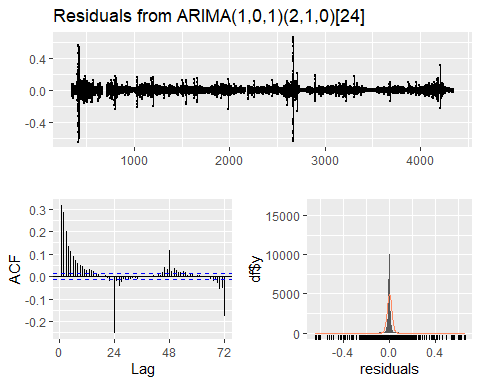 Residuals from ARIMA(1,0,1)(2,1,0)[24]
0.4
0.0
-0.4
1000 2000 3000 4000
ACF
0.3
0.2
0.1
0.0
-0.1
-0.2
0 24 48 72
Lag
df$y
15000
10000
5000
0
-0.4 0.0 0.4
residuals